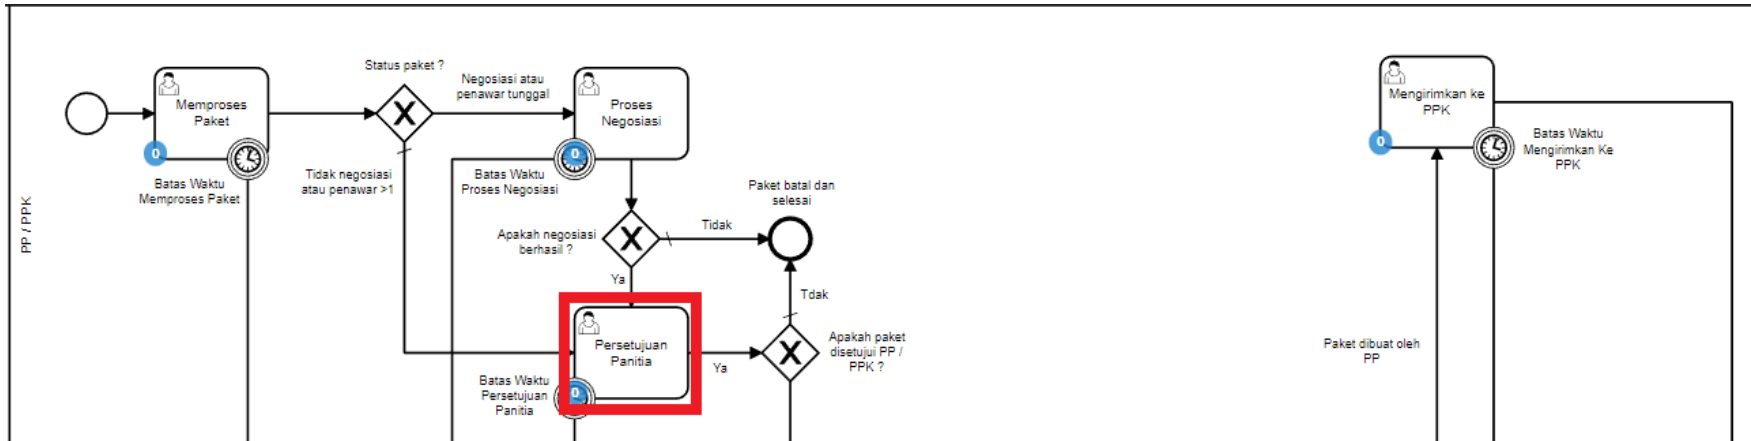 PP / PPK
Memproses
Paket
0
Batas Waktu
Memproses Paket
Status paket ?
X
Negosiasi atau
penawar tunggal
Tidak negosiasi
atau penawar >1
Proses
Negosiasi
0
Batas Waktu
Proses Negosiasi
Apakah negosiasi
berhasil ?
X
Tidak
Paket batal dan
selesai
Ya
Persetujuan
Panitia
0
Batas Waktu
Persetujuan
Panitia
Ya
X
Tdak
Apakah paket
disetujui PP /
PPK ?
Mengirimkan ke
PPK
0
Batas Waktu
Mengirimkan Ke
PPK
Paket dibuat oleh
PP